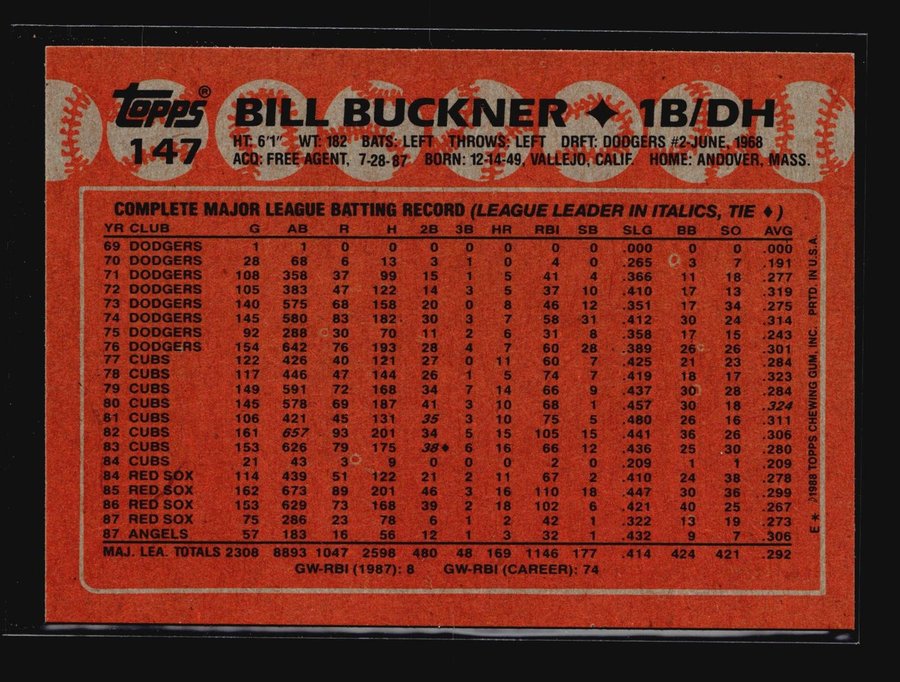 topps®
147
BILL BUCKNER ✦ 1B/DH
HT: 6'1" WT: 182 BATS: LEFT THROWS: LEFT DRFT: DODGERS #2-JUNE, 1968
ACQ: FREE AGENT, 7-28-87 BORN: 12-14-49, VALLEJO, CALIF. HOME: ANDOVER, MASS.
COMPLETE MAJOR LEAGUE BATTING RECORD (LEAGUE LEADER IN ITALICS, TIE ♦)
YR CLUB G AB R H 2B 3B HR RBI SB SLG BB SO AVG
69 DODGERS 1 1 0 0 0 0 0 0 0 .000 0 0 .000
70 DODGERS 28 68 6 13 3 1 0 4 0 .265 3 7 .191
71 DODGERS 108 358 37 99 15 1 5 41 4 .366 11 18 .277
72 DODGERS 105 383 47 122 14 3 5 37 10 .410 17 13 .319
73 DODGERS 140 575 68 158 20 0 8 46 12 .351 17 34 .275
74 DODGERS 145 580 83 182 30 3 7 58 31 .412 30 24 .314
75 DODGERS 92 288 30 70 11 2 6 31 8 .358 17 15 .243
76 DODGERS 154 642 76 193 28 4 7 60 28 .389 26 26 .301
77 CUBS 122 426 40 121 27 0 11 60 7 .425 21 23 .284
78 CUBS 117 446 47 144 26 1 5 74 7 .419 18 17 .323
79 CUBS 149 591 72 168 34 7 14 66 9 .437 30 28 .284
80 CUBS 145 578 69 187 41 3 10 68 1 .457 30 18 .324
81 CUBS 106 421 45 131 35 3 10 75 5 .480 26 16 .311
82 CUBS 161 657 93 201 34 5 15 105 15 .441 36 26 .306
83 CUBS 153 626 79 175 38♦ 6 16 66 12 .436 25 30 .280
84 CUBS 21 43 3 9 0 0 0 2 0 .209 1 1 .209
84 RED SOX 114 439 51 122 21 2 11 67 2 .410 24 38 .278
85 RED SOX 162 673 89 201 46 3 16 110 18 .447 30 36 .299
86 RED SOX 153 629 73 168 39 2 18 102 6 .421 40 25 .267
87 RED SOX 75 286 23 78 6 1 2 42 1 .322 13 19 .273
87 ANGELS 57 183 16 56 12 1 3 32 1 .432 9 7 .306
MAJ. LEA. TOTALS 2308 8893 1047 2598 480 48 169 1146 177 .414 424 421 .292
GW-RBI (1987): 8 GW-RBI (CAREER): 74
E * ©1988 TOPPS CHEWING GUM, INC. PRTD. IN U.S.A.